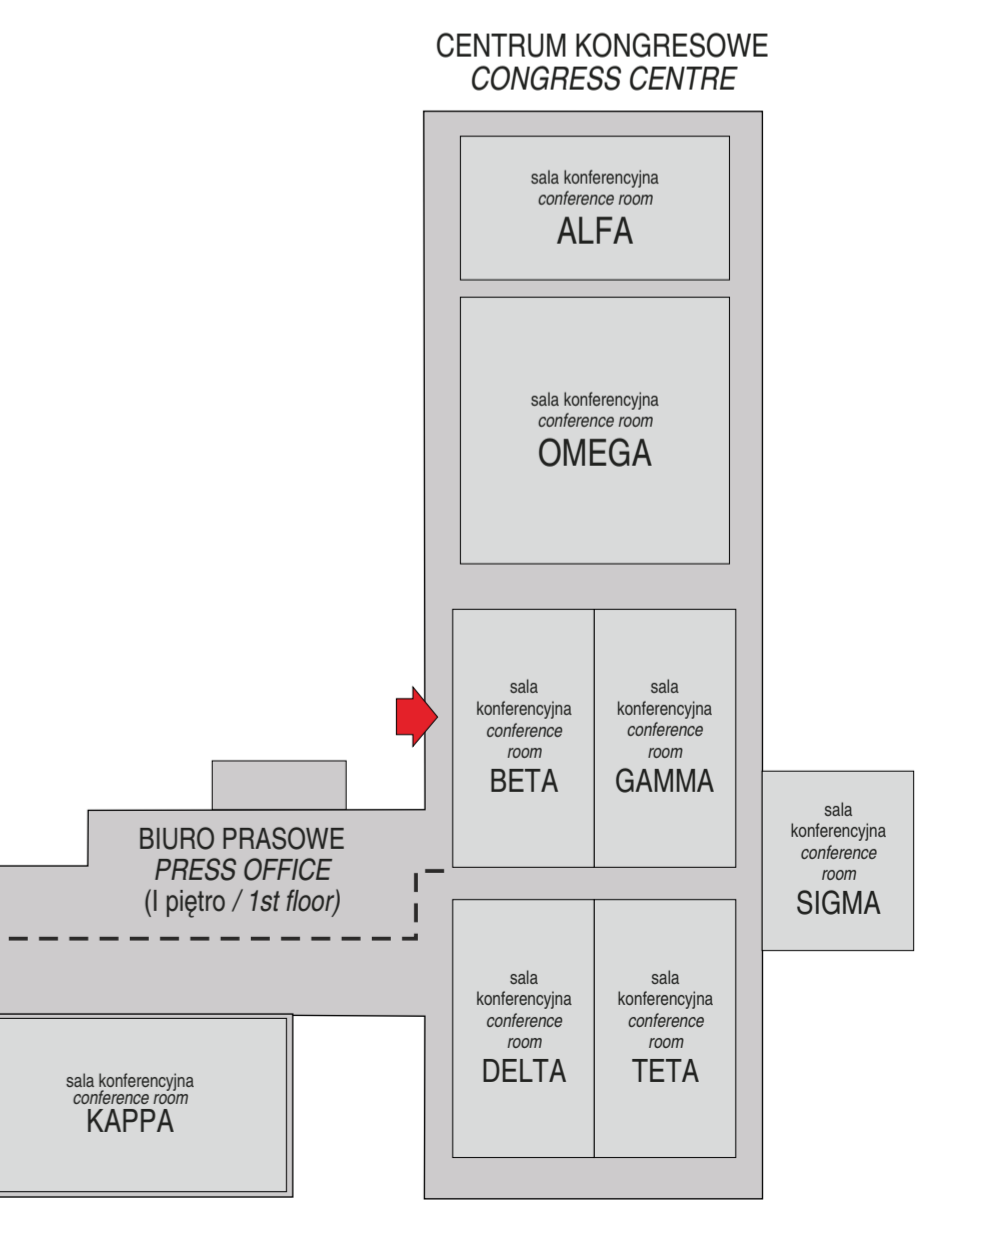 CENTRUM KONGRESOWE
CONGRESS CENTRE
sala konferencyjna
conference room
ALFA
sala konferencyjna
conference room
OMEGA
sala
konferencyjna
conference
room
BETA
sala
konferencyjna
conference
room
GAMMA
sala
konferencyjna
conference
room
SIGMA
BIURO PRASOWE
PRESS OFFICE
(I piętro / 1st floor)
sala
konferencyjna
conference
room
DELTA
sala
konferencyjna
conference
room
TETA
sala konferencyjna
conference room
KAPPA